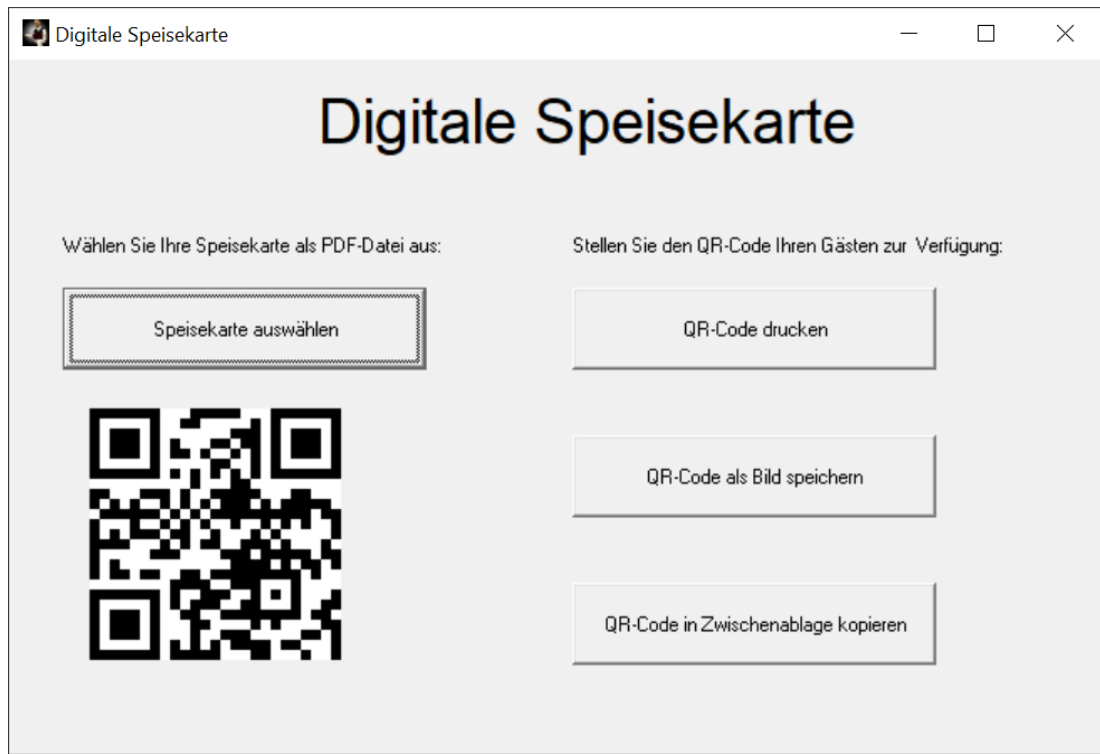 Digitale Speisekarte
Digitale Speisekarte
Wählen Sie Ihre Speisekarte als PDF-Datei aus:
Speisekarte auswählen
Stellen Sie den QR-Code Ihren Gästen zur Verfügung:
QR-Code drucken
QR-Code als Bild speichern
QR-Code in Zwischenablage kopieren